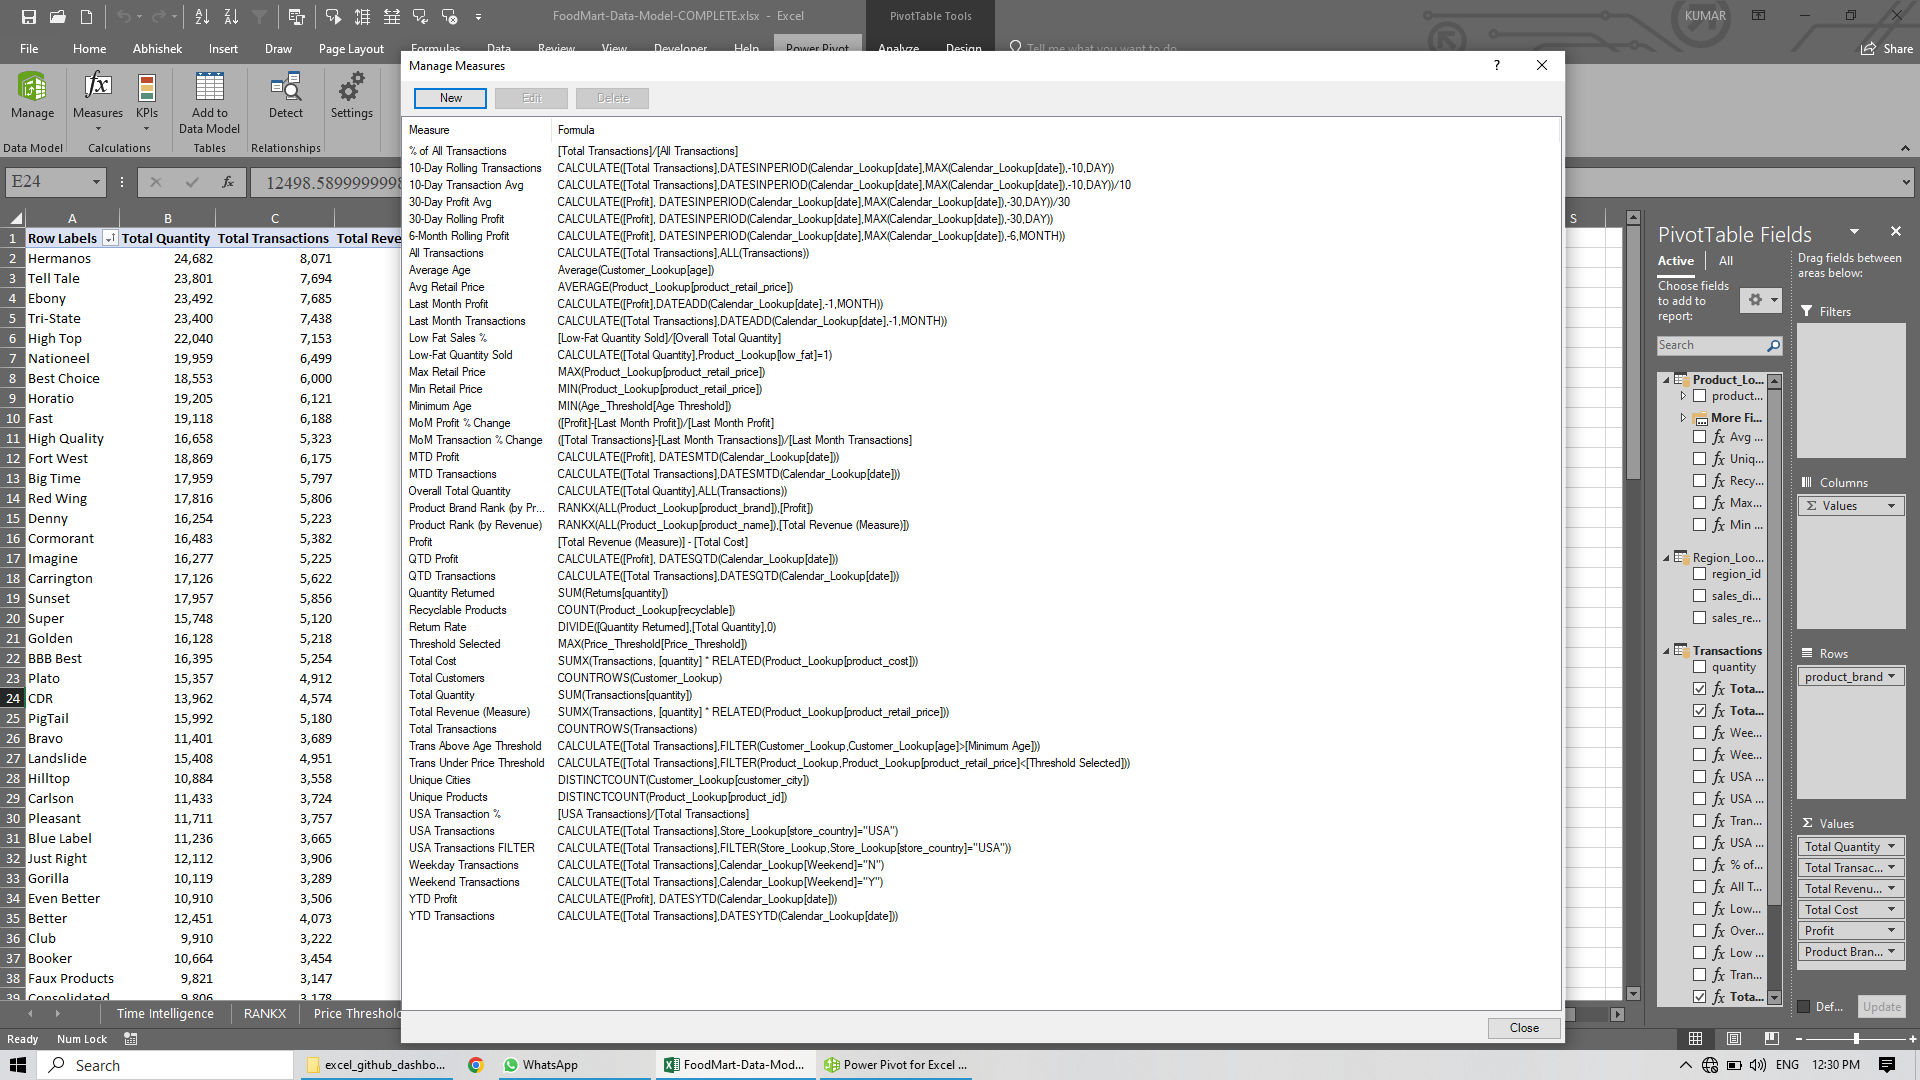 FoodMart-Data-Model-COMPLETE.xlsx - Excel
PivotTable Tools
KUMAR
File Home Abhishek Insert Draw Page Layout Formulas Data Review View Developer Help Power Pivot Analyze Design Tell me what you want to do
Share
Manage
Measures
KPIs
Add to
Data Model
Detect
Settings
Data Model
Calculations
Tables
Relationships
E24
12498.5899999998
Manage Measures
?
New
Edit
Delete
Measure Formula
% of All Transactions [Total Transactions]/[All Transactions]
10-Day Rolling Transactions CALCULATE([Total Transactions],DATESINPERIOD(Calendar_Lookup[date],MAX(Calendar_Lookup[date]),-10,DAY))
10-Day Transaction Avg CALCULATE([Total Transactions],DATESINPERIOD(Calendar_Lookup[date],MAX(Calendar_Lookup[date]),-10,DAY))/10
30-Day Profit Avg CALCULATE([Profit], DATESINPERIOD(Calendar_Lookup[date],MAX(Calendar_Lookup[date]),-30,DAY))/30
30-Day Rolling Profit CALCULATE([Profit], DATESINPERIOD(Calendar_Lookup[date],MAX(Calendar_Lookup[date]),-30,DAY))
6-Month Rolling Profit CALCULATE([Profit], DATESINPERIOD(Calendar_Lookup[date],MAX(Calendar_Lookup[date]),-6,MONTH))
All Transactions CALCULATE([Total Transactions],ALL(Transactions))
Average Age Average(Customer_Lookup[age])
Avg Retail Price AVERAGE(Product_Lookup[product_retail_price])
Last Month Profit CALCULATE([Profit],DATEADD(Calendar_Lookup[date],-1,MONTH))
Last Month Transactions CALCULATE([Total Transactions],DATEADD(Calendar_Lookup[date],-1,MONTH))
Low Fat Sales % [Low-Fat Quantity Sold]/[Overall Total Quantity]
Low-Fat Quantity Sold CALCULATE([Total Quantity],Product_Lookup[low_fat]=1)
Max Retail Price MAX(Product_Lookup[product_retail_price])
Min Retail Price MIN(Product_Lookup[product_retail_price])
Minimum Age MIN(Age_Threshold[Age Threshold])
MoM Profit % Change ([Profit]-[Last Month Profit])/[Last Month Profit]
MoM Transaction % Change ([Total Transactions]-[Last Month Transactions])/[Last Month Transactions]
MTD Profit CALCULATE([Profit], DATESMTD(Calendar_Lookup[date]))
MTD Transactions CALCULATE([Total Transactions],DATESMTD(Calendar_Lookup[date]))
Overall Total Quantity CALCULATE([Total Quantity],ALL(Transactions))
Product Brand Rank (by Pr... RANKX(ALL(Product_Lookup[product_brand]),[Profit])
Product Rank (by Revenue) RANKX(ALL(Product_Lookup[product_name]),[Total Revenue (Measure)])
Profit [Total Revenue (Measure)] - [Total Cost]
QTD Profit CALCULATE([Profit], DATESQTD(Calendar_Lookup[date]))
QTD Transactions CALCULATE([Total Transactions],DATESQTD(Calendar_Lookup[date]))
Quantity Returned SUM(Returns[quantity])
Recyclable Products COUNT(Product_Lookup[recyclable])
Return Rate DIVIDE([Quantity Returned],[Total Quantity],0)
Threshold Selected MAX(Price_Threshold[Price_Threshold])
Total Cost SUMX(Transactions, [quantity] * RELATED(Product_Lookup[product_cost]))
Total Customers COUNTROWS(Customer_Lookup)
Total Quantity SUM(Transactions[quantity])
Total Revenue (Measure) SUMX(Transactions, [quantity] * RELATED(Product_Lookup[product_retail_price]))
Total Transactions COUNTROWS(Transactions)
Trans Above Age Threshold CALCULATE([Total Transactions],FILTER(Customer_Lookup,Customer_Lookup[age]>[Minimum Age]))
Trans Under Price Threshold CALCULATE([Total Transactions],FILTER(Product_Lookup,Product_Lookup[product_retail_price]<[Threshold Selected]))
Unique Cities DISTINCTCOUNT(Customer_Lookup[customer_city])
Unique Products DISTINCTCOUNT(Product_Lookup[product_id])
USA Transaction % [USA Transactions]/[Total Transactions]
USA Transactions CALCULATE([Total Transactions],Store_Lookup[store_country]="USA")
USA Transactions FILTER CALCULATE([Total Transactions],FILTER(Store_Lookup,Store_Lookup[store_country]="USA"))
Weekday Transactions CALCULATE([Total Transactions],Calendar_Lookup[Weekend]="N")
Weekend Transactions CALCULATE([Total Transactions],Calendar_Lookup[Weekend]="Y")
YTD Profit CALCULATE([Profit], DATESYTD(Calendar_Lookup[date]))
YTD Transactions CALCULATE([Total Transactions],DATESYTD(Calendar_Lookup[date]))
Close
A B C S
1 Row Labels Total Quantity Total Transactions Total Reve
2 Hermanos 24,682 8,071
3 Tell Tale 23,801 7,694
4 Ebony 23,492 7,685
5 Tri-State 23,400 7,438
6 High Top 22,040 7,153
7 Nationeel 19,959 6,499
8 Best Choice 18,553 6,000
9 Horatio 19,205 6,121
10 Fast 19,118 6,188
11 High Quality 16,658 5,323
12 Fort West 18,869 6,175
13 Big Time 17,959 5,797
14 Red Wing 17,816 5,806
15 Denny 16,254 5,223
16 Cormorant 16,483 5,382
17 Imagine 16,277 5,225
18 Carrington 17,126 5,622
19 Sunset 17,957 5,856
20 Super 15,748 5,120
21 Golden 16,128 5,218
22 BBB Best 16,395 5,254
23 Plato 15,357 4,912
24 CDR 13,962 4,574
25 PigTail 15,992 5,180
26 Bravo 11,401 3,689
27 Landslide 15,408 4,951
28 Hilltop 10,884 3,558
29 Carlson 11,433 3,724
30 Pleasant 11,711 3,757
31 Blue Label 11,236 3,665
32 Just Right 12,112 3,906
33 Gorilla 10,119 3,289
34 Even Better 10,910 3,506
35 Better 12,451 4,073
36 Club 9,910 3,222
37 Booker 10,664 3,454
38 Faux Products 9,821 3,147
39 Consolidated 9,806 3,178
Time Intelligence RANKX Price Threshold
PivotTable Fields
Active All
Choose fields
to add to
report:
Search
Product_Lo...
product...
More Fi...
fx Avg ...
fx Uniq...
fx Recy...
fx Max...
fx Min ...
Region_Loo...
region_id
sales_di...
sales_re...
Transactions
quantity
fx Tota...
fx Tota...
fx Wee...
fx Wee...
fx USA ...
fx USA ...
fx Tran...
fx USA ...
fx % of...
fx All T...
fx Low...
fx Over...
fx Low ...
fx Tran...
fx Tota...
Drag fields between
areas below:
Filters
Columns
Σ Values
Rows
product_brand
Σ Values
Total Quantity
Total Transac...
Total Revenu...
Total Cost
Profit
Product Bran...
Def...
Update
Ready Num Lock
Search
excel_github_dashbo...
WhatsApp
FoodMart-Data-Mod...
Power Pivot for Excel ...
ENG 12:30 PM